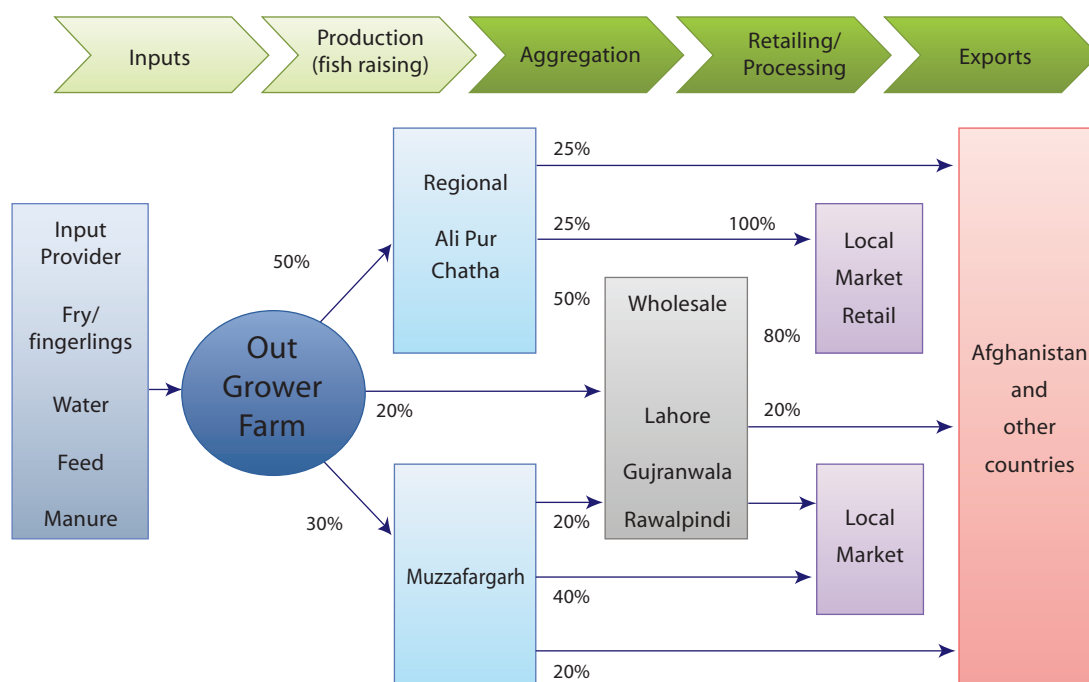 Inputs
Production
(fish raising)
Aggregation
Retailing/
Processing
Exports
Input
Provider
Fry/
fingerlings
Water
Feed
Manure
Out
Grower
Farm
50%
20%
30%
Regional
Ali Pur
Chatha
25%
25%
100%
50%
Muzzafargarh
20%
40%
20%
Wholesale
Lahore
Gujranwala
Rawalpindi
80%
20%
Local
Market
Retail
Local
Market
Afghanistan
and
other
countries